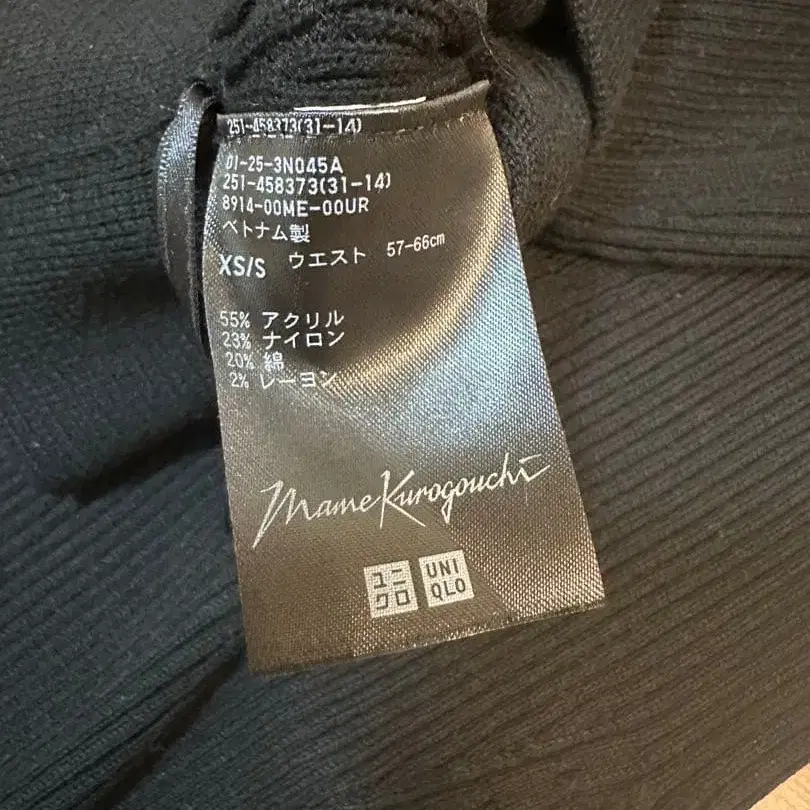 251-458373(31-14)
01-25-3N045A
251-458373(31-14)
8914-00ME-00UR
ベトナム製
XS/S ウエスト 57-66cm
55% アクリル
23% ナイロン
20% 綿
2% レーヨン
Mame Kurogouchi
ユニ UNI
クロ QLO